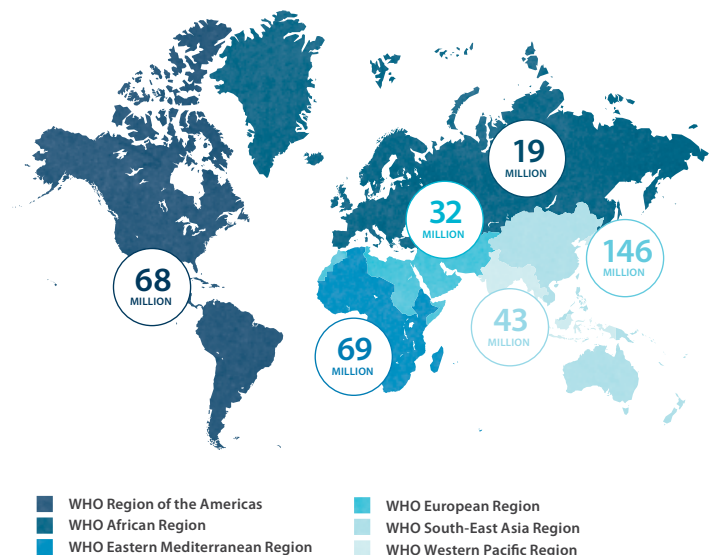 19
MILLION
32
MILLION
146
MILLION
68
MILLION
43
MILLION
69
MILLION
WHO Region of the Americas
WHO African Region
WHO Eastern Mediterranean Region
WHO European Region
WHO South-East Asia Region
WHO Western Pacific Region